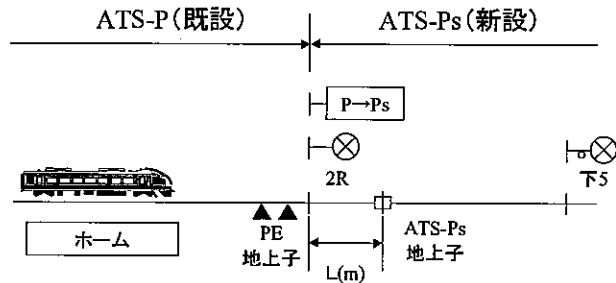 ATS-P(既設)
ATS-Ps(新設)
P→Ps
2R
下5
ホーム
PE
地上子
ATS-Ps
地上子
L(m)